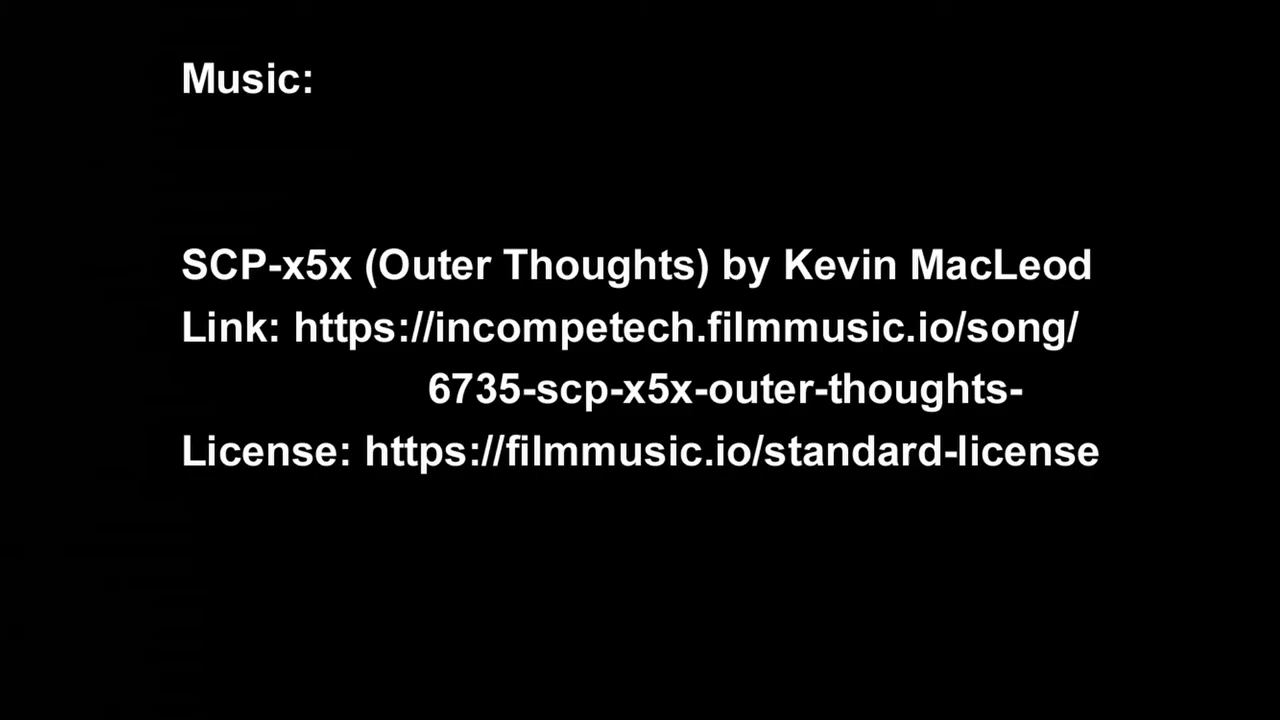 Music:
SCP-x5x (Outer Thoughts) by Kevin MacLeod
Link: https://incompetech.filmmusic.io/song/
6735-scp-x5x-outer-thoughts-
License: https://filmmusic.io/standard-license